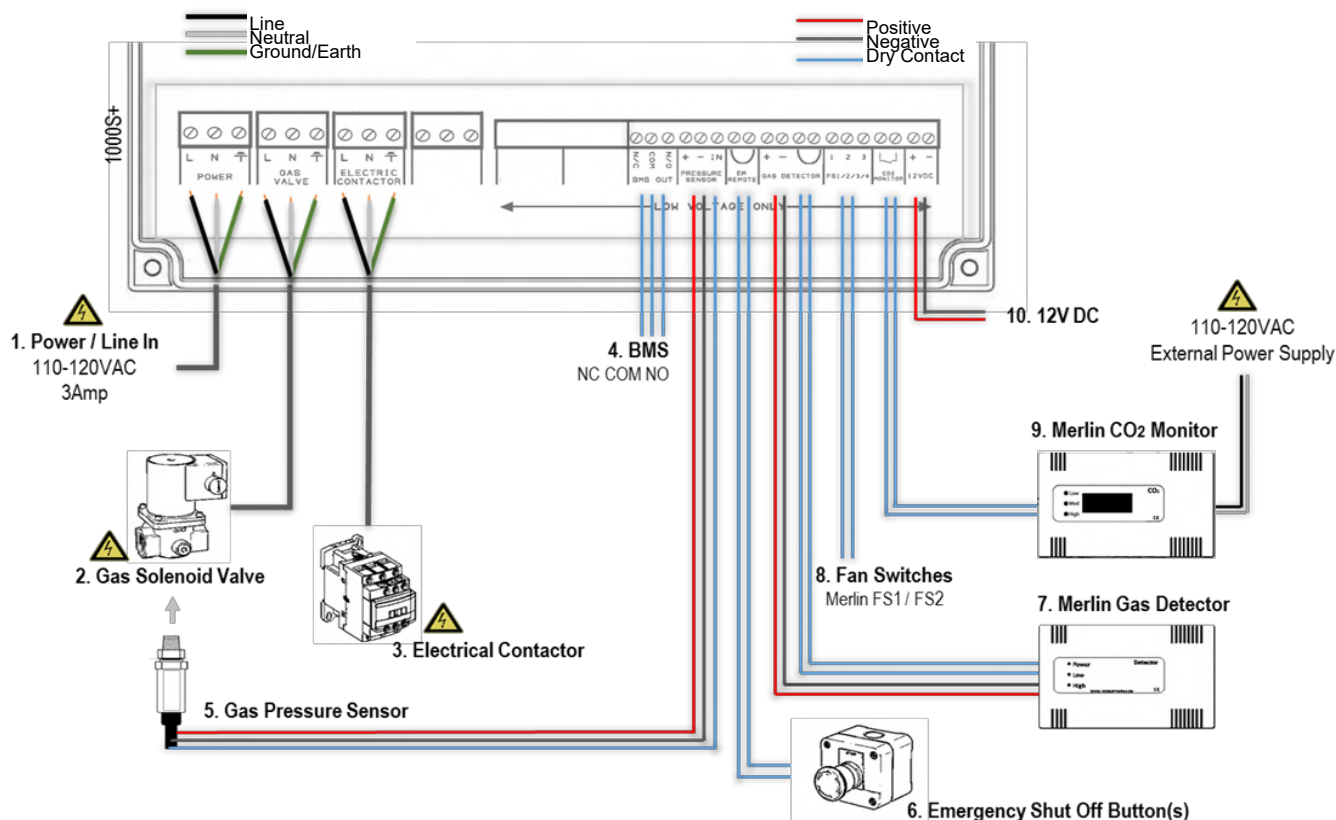 Line
Neutral
Ground/Earth
Positive
Negative
Dry Contact
1000S+
L N
POWER
L N
GAS
VALVE
L N
ELECTRIC
CONTACTOR
N/C COM N/O
BMS OUT
+ - IN
PRESSURE
SENSOR
EM
REMOTE
+ -
GAS DETECTOR
1 2 3
FS1/2/3/4
CO2
MONITOR
+ -
12VDC
LOW VOLTAGE ONLY
1. Power / Line In
110-120VAC
3Amp
4. BMS
NC COM NO
10. 12V DC
110-120VAC
External Power Supply
9. Merlin CO2 Monitor
Low
Med
High
CO2
CE
2. Gas Solenoid Valve
3. Electrical Contactor
8. Fan Switches
Merlin FS1 / FS2
7. Merlin Gas Detector
Power
Low
High
Detector
CE
5. Gas Pressure Sensor
6. Emergency Shut Off Button(s)